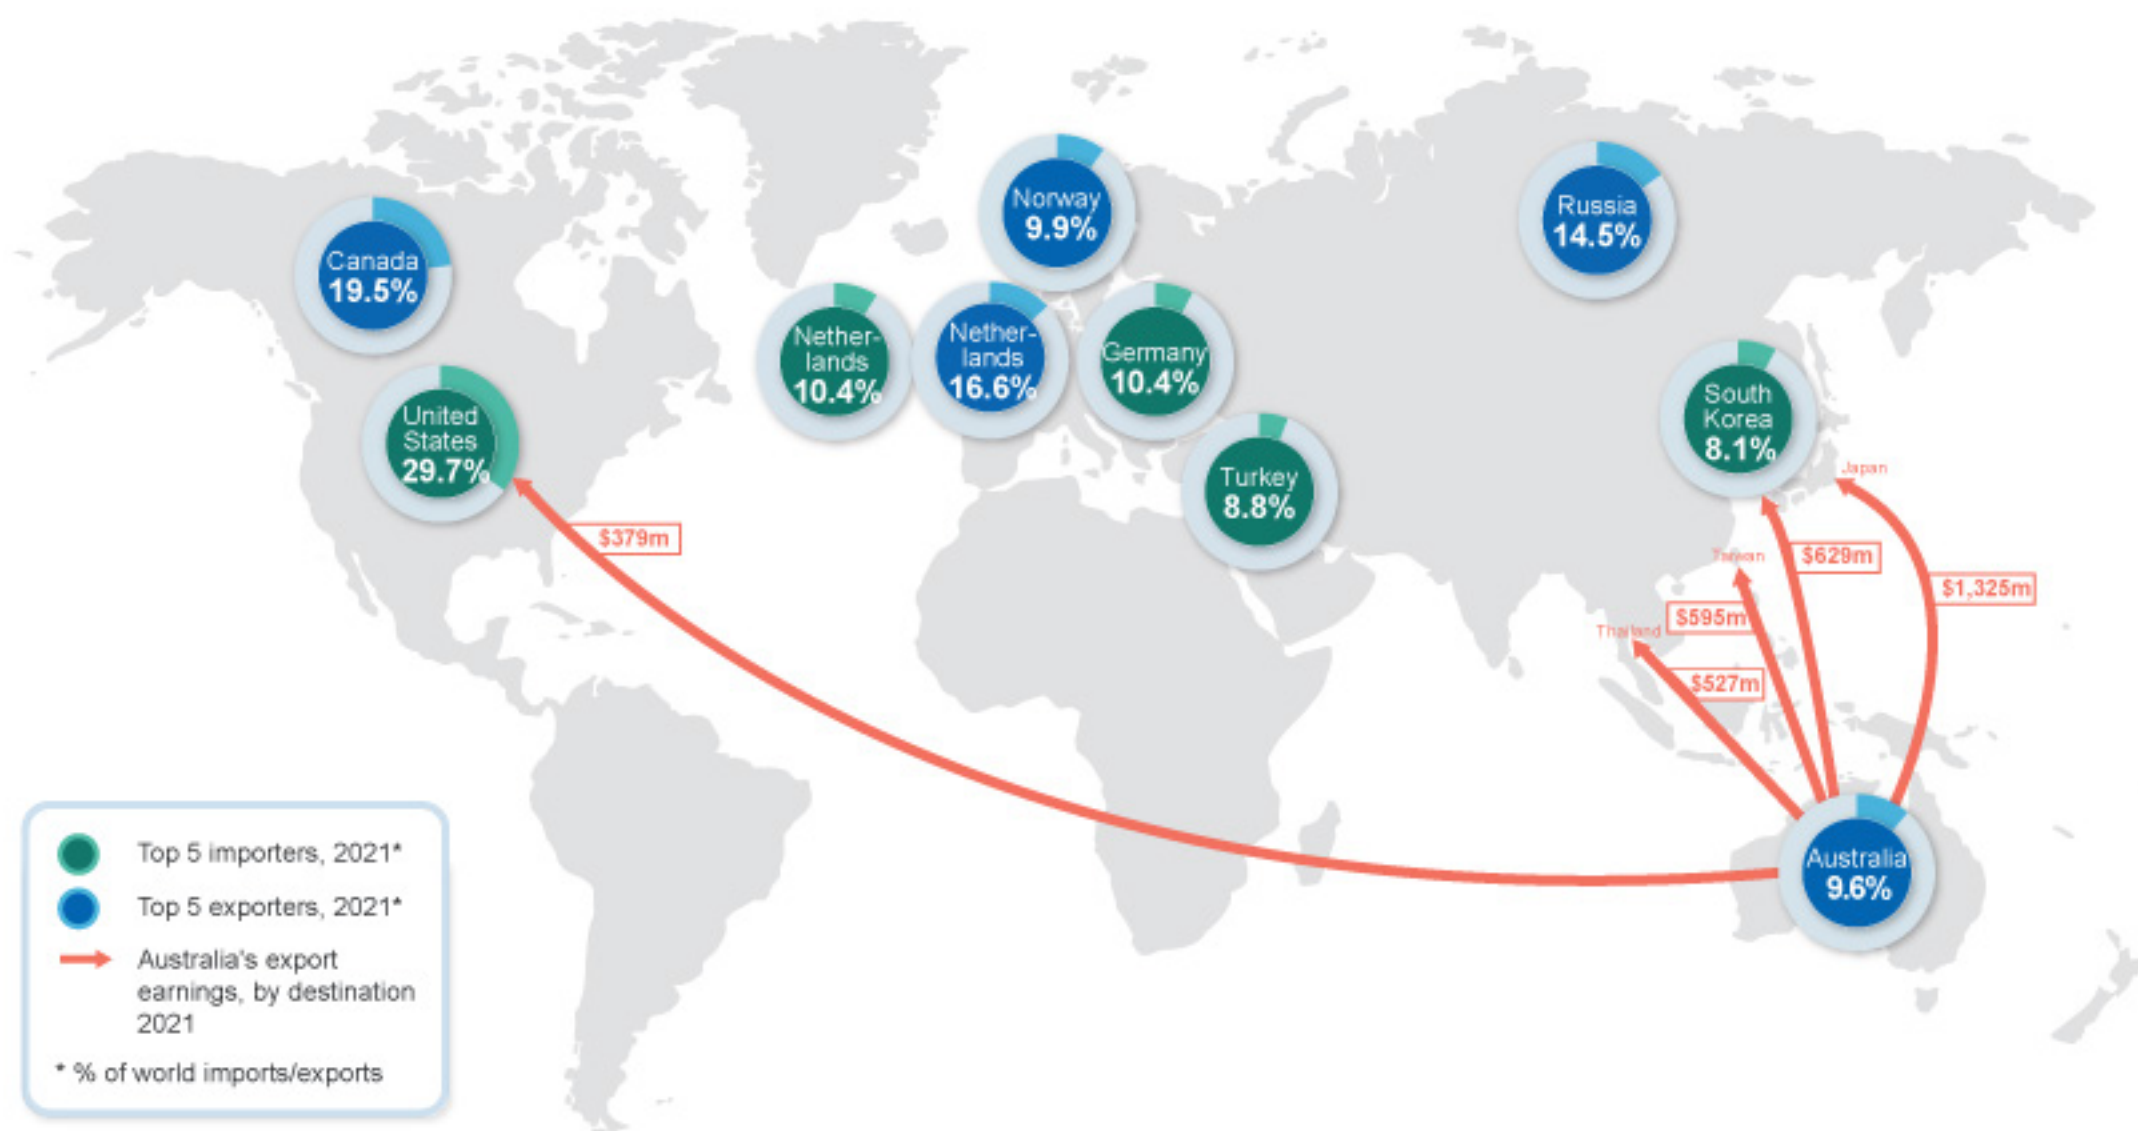 Norway
9.9%
Russia
14.5%
Canada
19.5%
Nether-
lands
10.4%
Nether-
lands
16.6%
Germany
10.4%
United
States
29.7%
South
Korea
8.1%
Turkey
8.8%
Japan
$379m
Taiwan
$629m
$1,325m
$595m
Thailand
$527m
Australia
9.6%
Top 5 importers, 2021*
Top 5 exporters, 2021*
Australia's export
earnings, by destination
2021
* % of world imports/exports